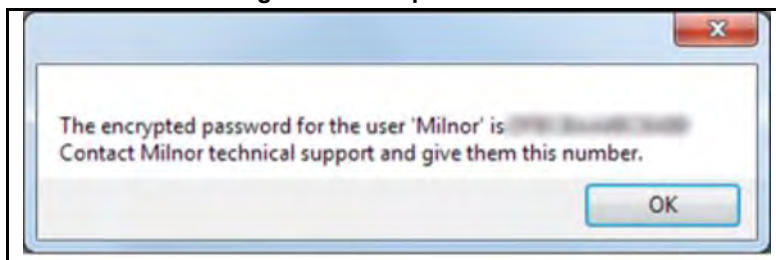 The encrypted password for the user 'Milnor' is
Contact Milnor technical support and give them this number.
OK